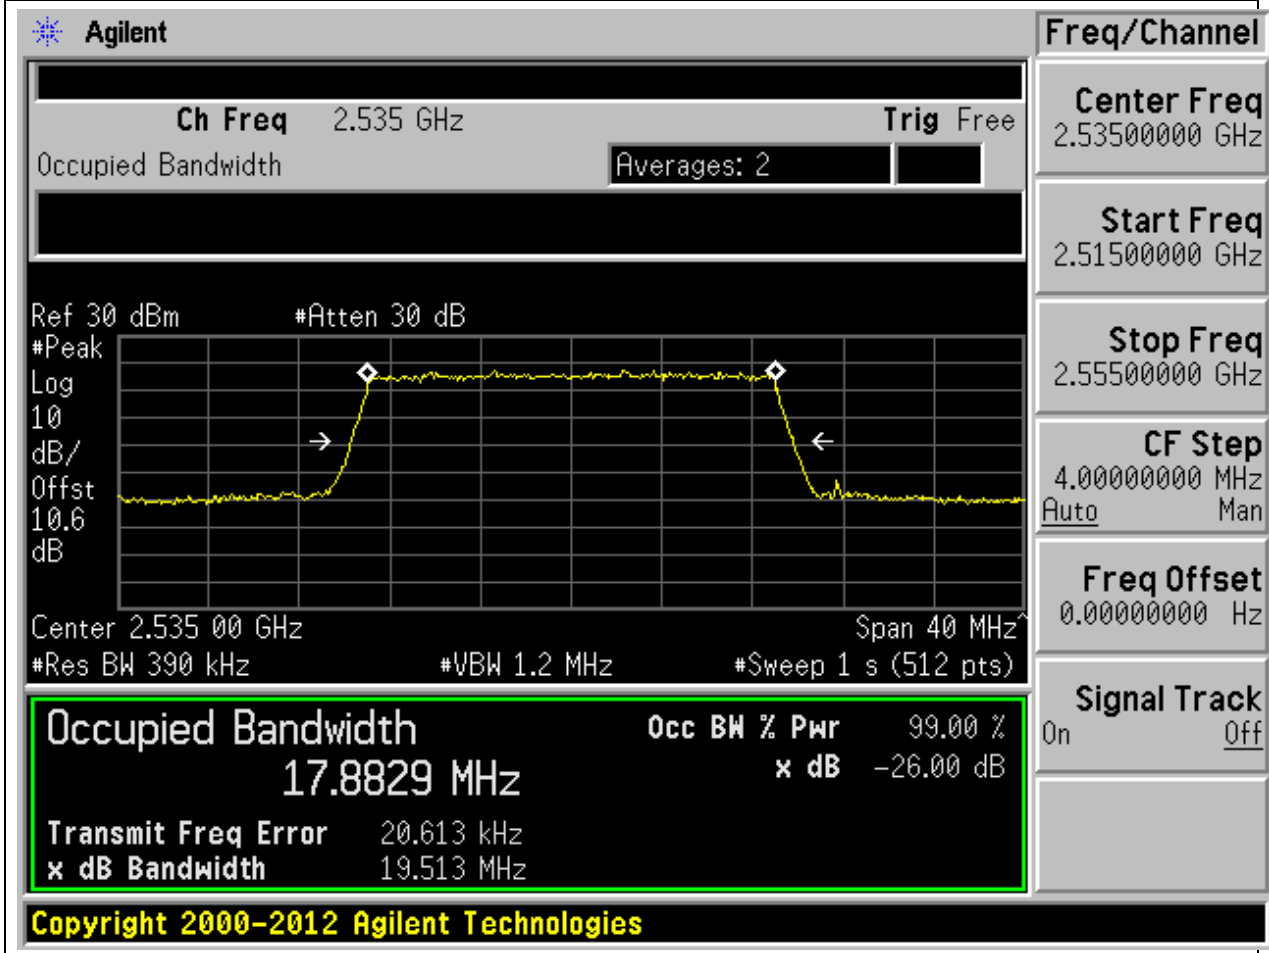 Agilent
Freq/Channel
Ch Freq 2.535 GHz Trig Free
Occupied Bandwidth Averages: 2
Center Freq
2.53500000 GHz
Start Freq
2.51500000 GHz
Stop Freq
2.55500000 GHz
CF Step
4.00000000 MHz
Auto Man
Freq Offset
0.00000000 Hz
Signal Track
On Off
Ref 30 dBm #Atten 30 dB
#Peak
Log
10
dB/
Offst
10.6
dB
Center 2.535 00 GHz Span 40 MHz^
#Res BW 390 kHz #VBW 1.2 MHz #Sweep 1 s (512 pts)
Occupied Bandwidth Occ BW % Pwr 99.00 %
17.8829 MHz x dB -26.00 dB
Transmit Freq Error 20.613 kHz
x dB Bandwidth 19.513 MHz
Copyright 2000-2012 Agilent Technologies